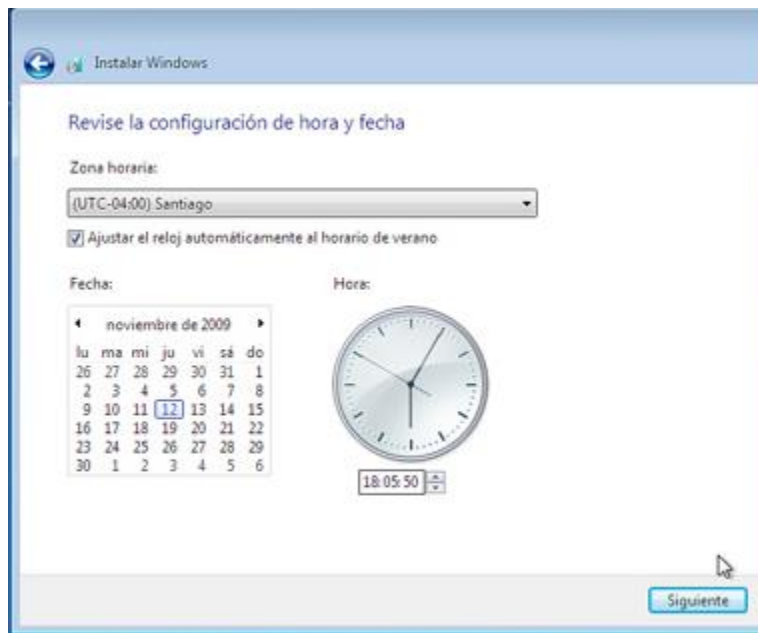 Instalar Windows
Revise la configuración de hora y fecha
Zona horaria:
(UTC-04:00) Santiago
Ajustar el reloj automáticamente al horario de verano
Fecha:
Hora:
noviembre de 2009
lu ma mi ju vi sá do
26 27 28 29 30 31 1
2 3 4 5 6 7 8
9 10 11 12 13 14 15
16 17 18 19 20 21 22
23 24 25 26 27 28 29
30 1 2 3 4 5 6
18:05:50
Siguiente